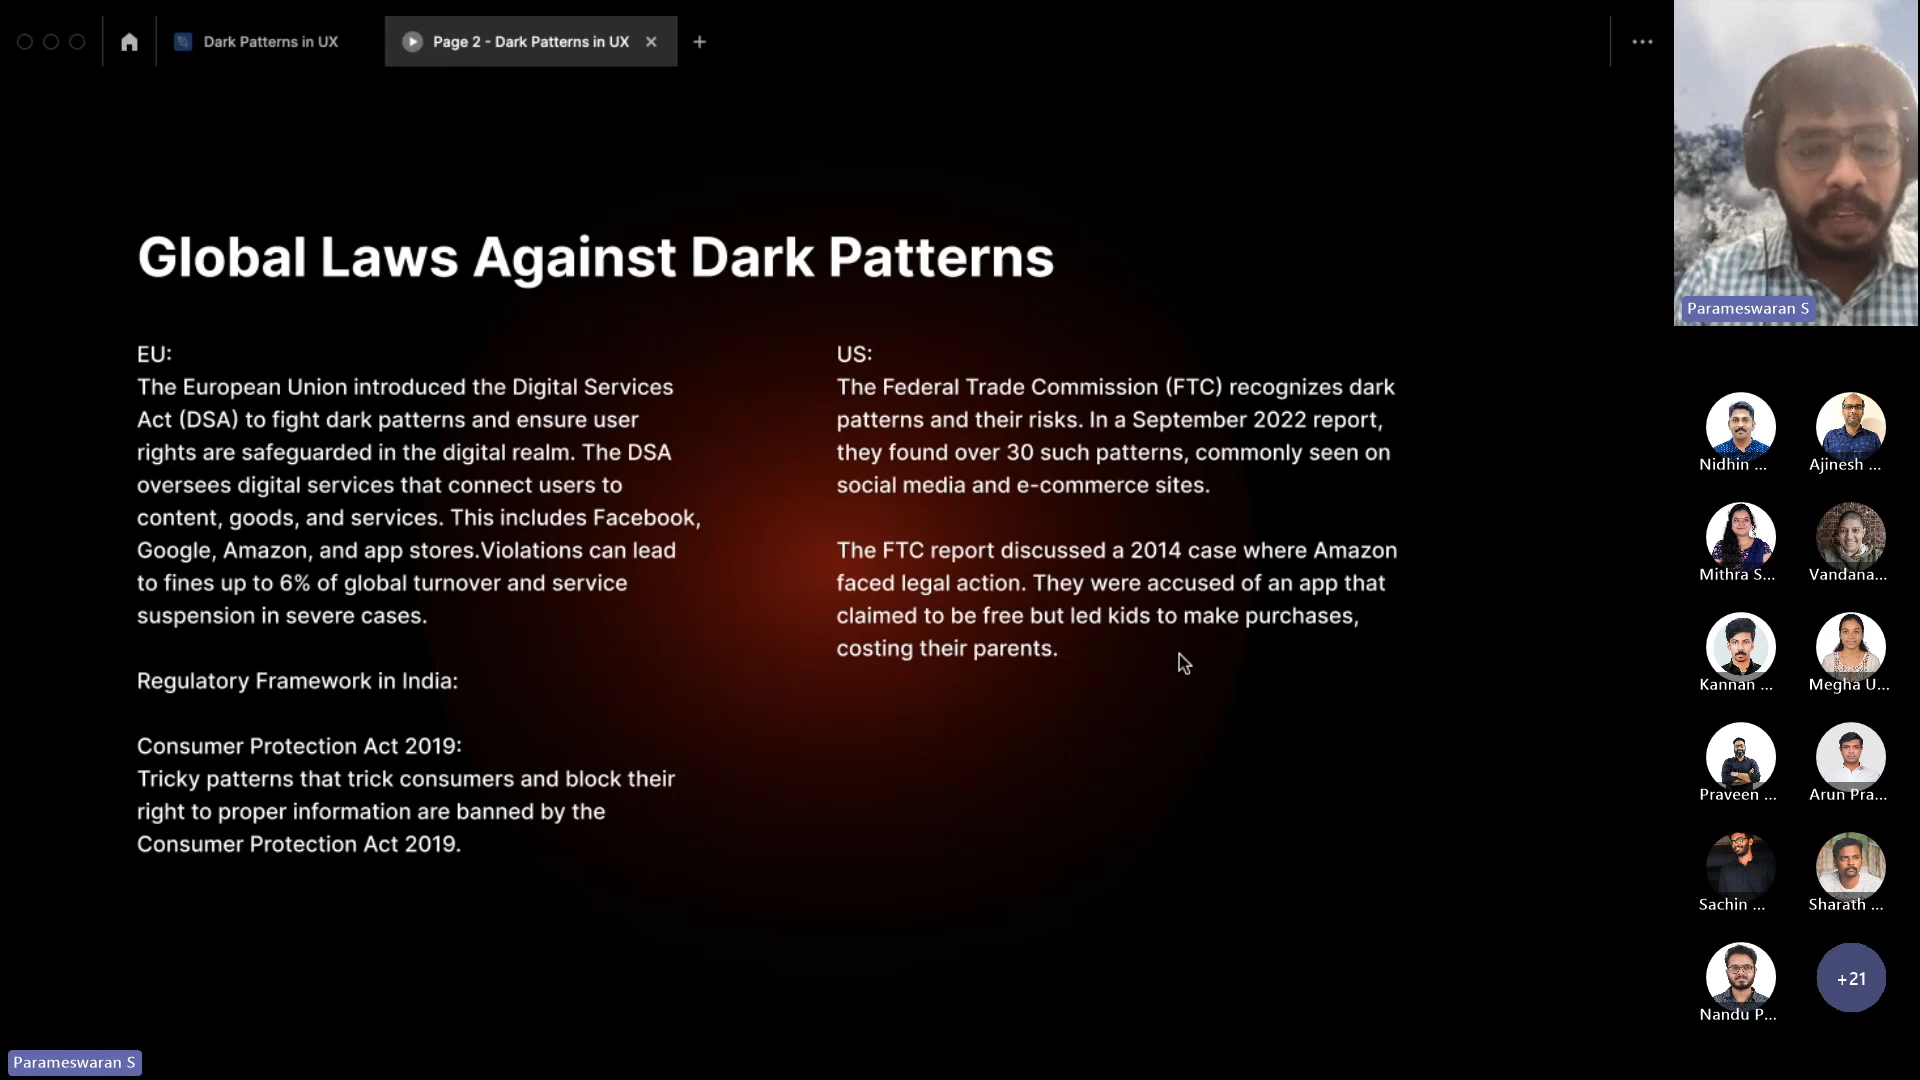 Dark Patterns in UX
Page 2 - Dark Patterns in UX
Global Laws Against Dark Patterns
EU:
The European Union introduced the Digital Services
Act (DSA) to fight dark patterns and ensure user
rights are safeguarded in the digital realm. The DSA
oversees digital services that connect users to
content, goods, and services. This includes Facebook,
Google, Amazon, and app stores.Violations can lead
to fines up to 6% of global turnover and service
suspension in severe cases.
Regulatory Framework in India:
Consumer Protection Act 2019:
Tricky patterns that trick consumers and block their
right to proper information are banned by the
Consumer Protection Act 2019.
US:
The Federal Trade Commission (FTC) recognizes dark
patterns and their risks. In a September 2022 report,
they found over 30 such patterns, commonly seen on
social media and e-commerce sites.
The FTC report discussed a 2014 case where Amazon
faced legal action. They were accused of an app that
claimed to be free but led kids to make purchases,
costing their parents.
Parameswaran S
Nidhin ...
Ajinesh ...
Mithra S...
Vandana...
Kannan ...
Megha U...
Praveen ...
Arun Pra...
Sachin ...
Sharath ...
Nandu P...
+21
Parameswaran S